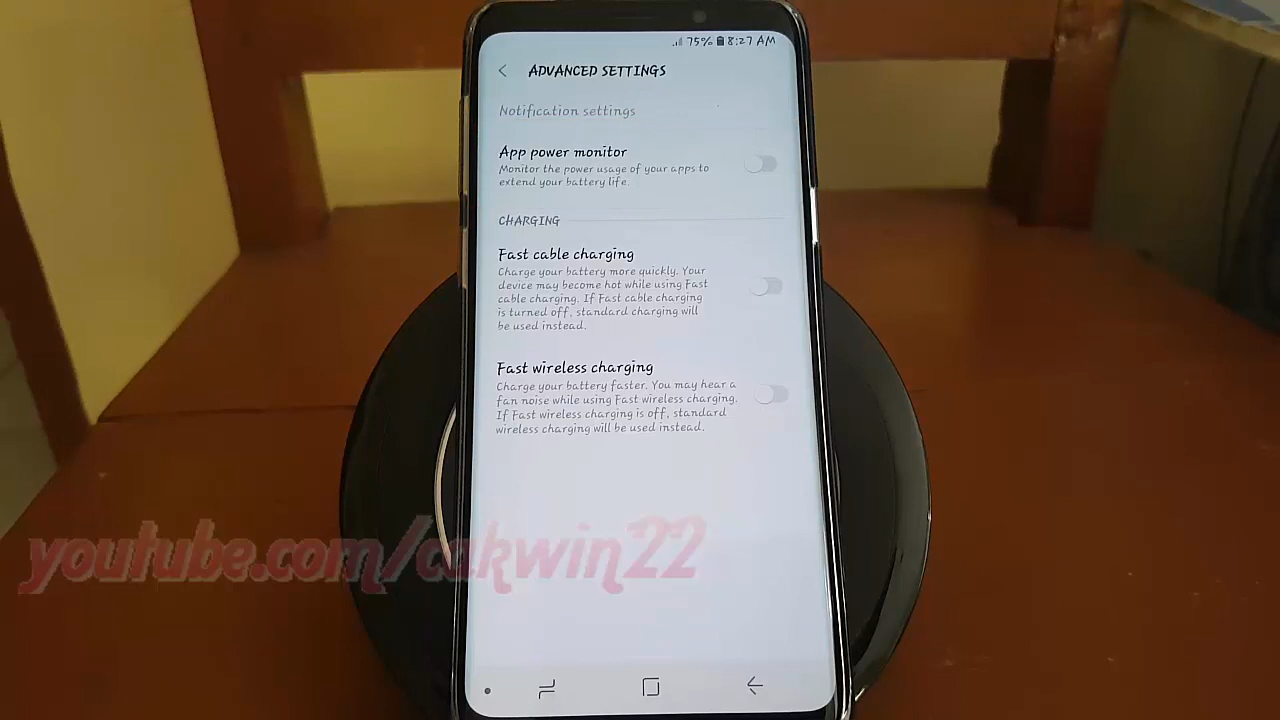 75% 8:27 AM
ADVANCED SETTINGS
Notification settings
App power monitor
Monitor the power usage of your apps to
extend your battery life.
CHARGING
Fast cable charging
Charge your battery more quickly. Your
device may become hot while using Fast
cable charging. If Fast cable charging
is turned off, standard charging will
be used instead.
Fast wireless charging
Charge your battery faster. You may hear a
fan noise while using Fast wireless charging.
If Fast wireless charging is off, standard
wireless charging will be used instead.
youtube.com/cakwin22